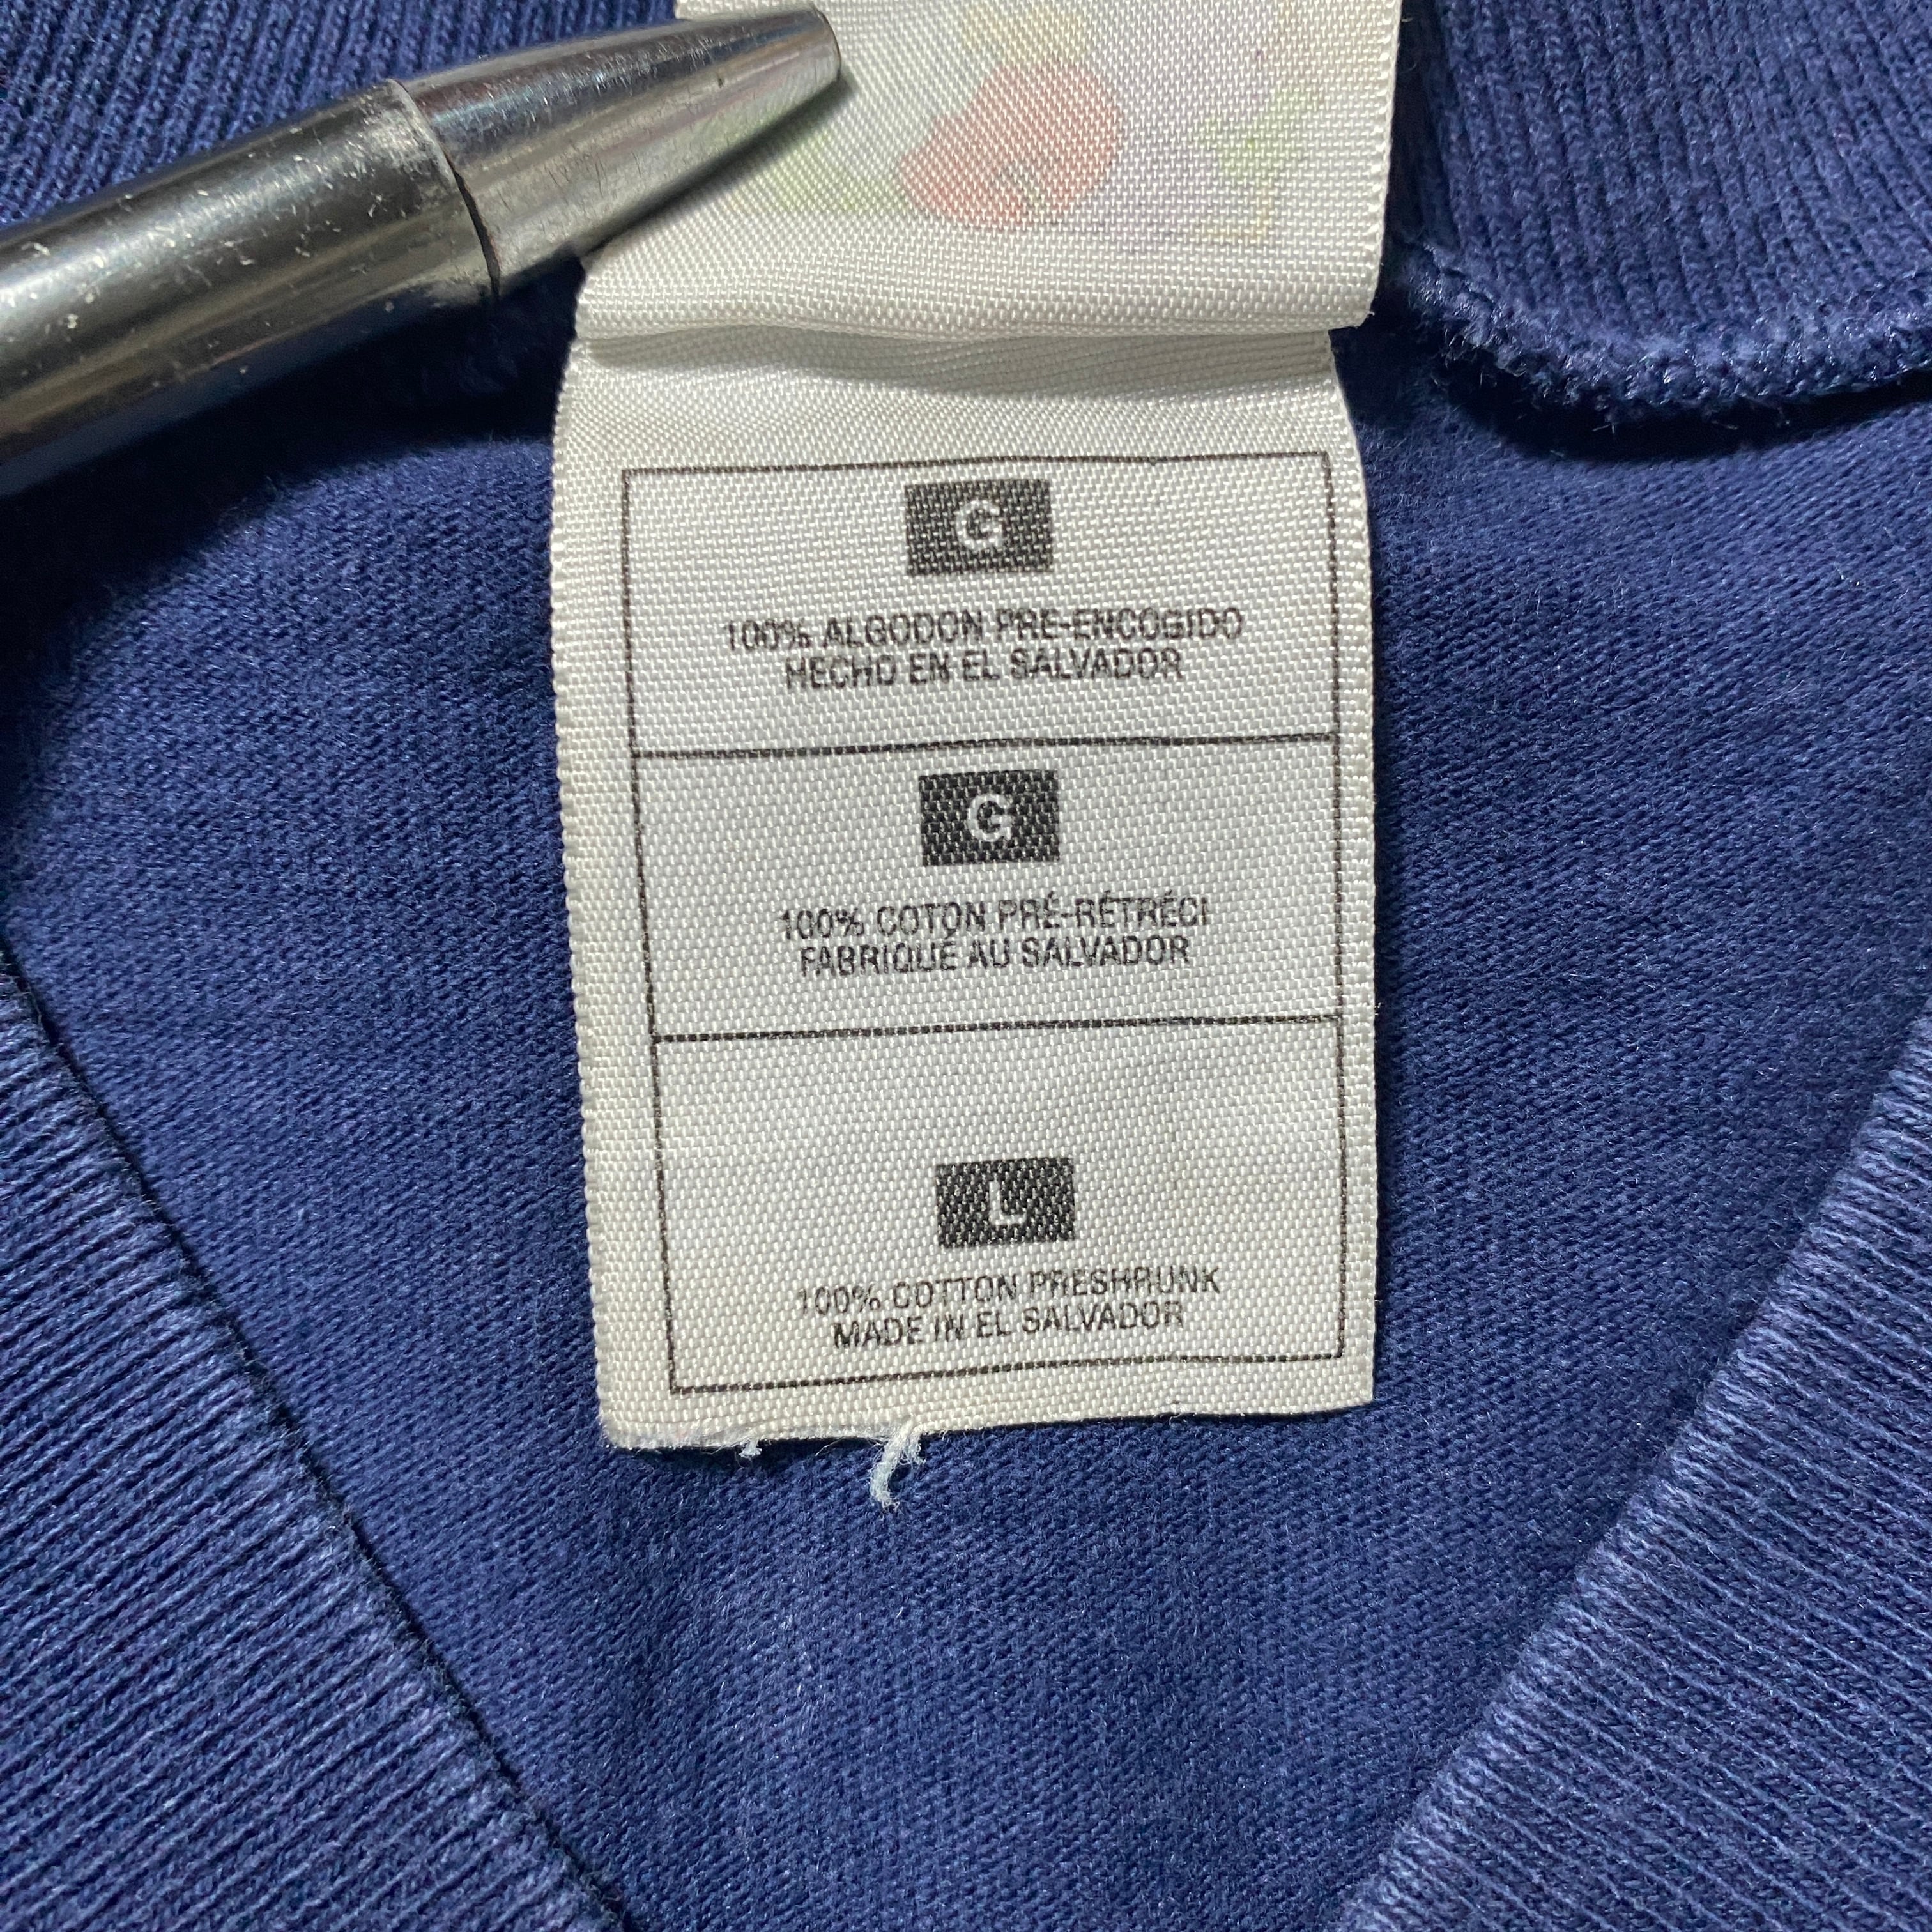 G
100% ALGODON PRE-ENCOGIDO
HECHO EN EL SALVADOR
G
100% COTON PRÉ-RÉTRÉCI
FABRIQUÉ AU SALVADOR
L
100% COTTON PRESHRUNK
MADE IN EL SALVADOR